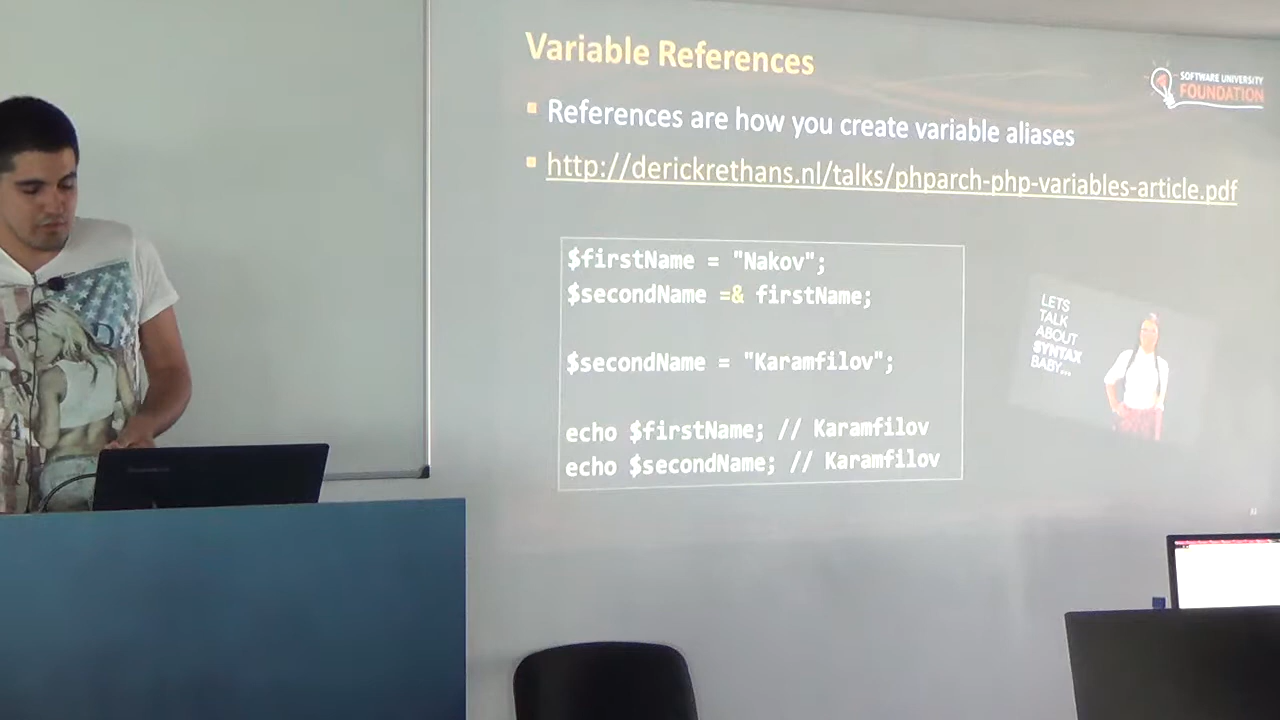 Variable References
SOFTWARE UNIVERSITY
FOUNDATION
References are how you create variable aliases
http://derickrethans.nl/talks/phparch-php-variables-article.pdf
$firstName = "Nakov";
$secondName =& firstName;
$secondName = "Karamfilov";
echo $firstName; // Karamfilov
echo $secondName; // Karamfilov
LETS
TALK
ABOUT
SYNTAX
BABY...